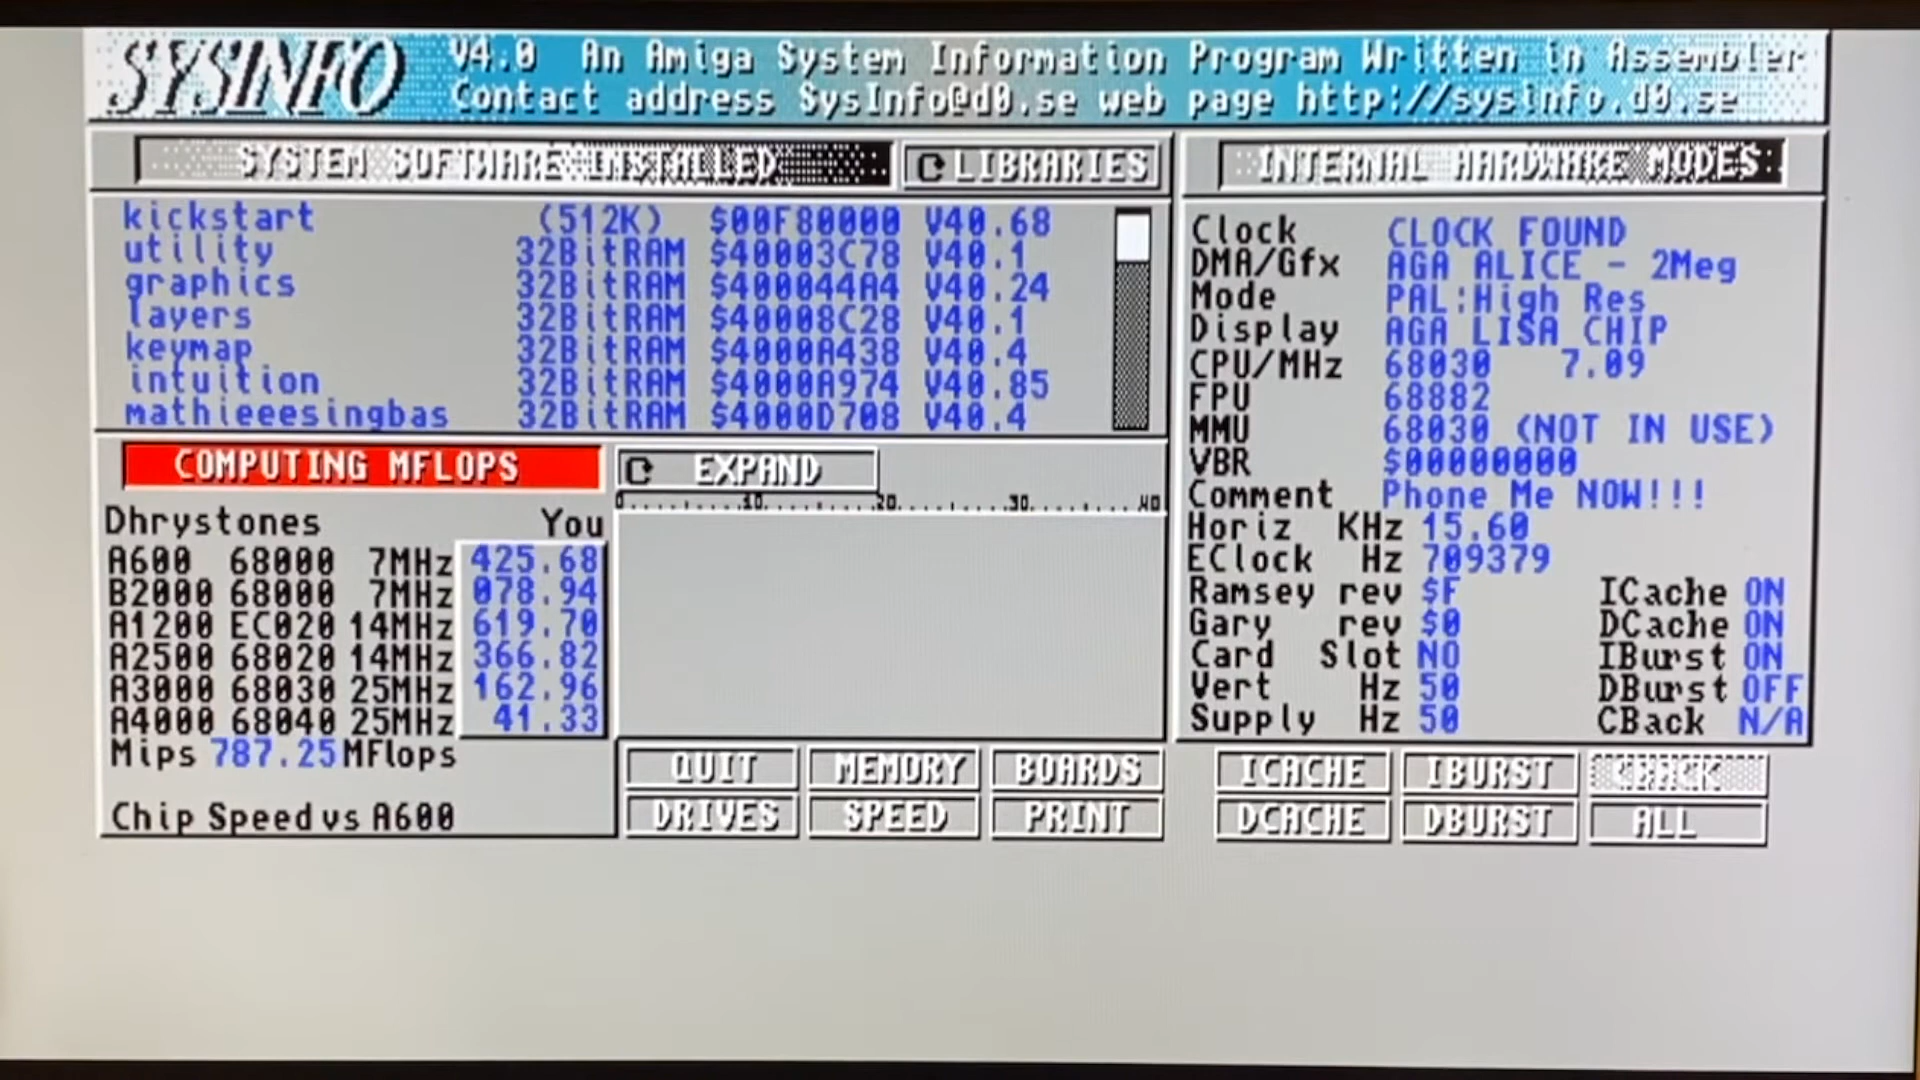 SYSINFO V4.0 An Amiga System Information Program Written in Assembler
Contact address SysInfo@d0.se web page http://sysinfo.d0.se
SYSTEM SOFTWARE INSTALLED
LIBRARIES
kickstart (512K) $00F80000 V40.68
utility 32BitRAM $40003C78 V40.1
graphics 32BitRAM $400044A4 V40.24
layers 32BitRAM $40008C28 V40.1
keymap 32BitRAM $4000A438 V40.4
intuition 32BitRAM $4000A974 V40.85
mathieeesingbas 32BitRAM $4000D708 V40.4
INTERNAL HARDWARE MODES
Clock CLOCK FOUND
DMA/Gfx AGA ALICE - 2Meg
Mode PAL:High Res
Display AGA LISA CHIP
CPU/MHz 68030 7.09
FPU 68882
MMU 68030 (NOT IN USE)
VBR $00000000
Comment Phone Me NOW!!!
Horiz KHz 15.60
EClock Hz 709379
Ramsey rev $F ICache ON
Gary rev $0 DCache ON
Card Slot NO IBurst ON
Vert Hz 50 DBurst OFF
Supply Hz 50 CBack N/A
COMPUTING MFLOPS
EXPAND
0 10 20 30 40
Dhrystones You
A600 68000 7MHz 425.68
B2000 68000 7MHz 078.94
A1200 EC020 14MHz 619.70
A2500 68020 14MHz 366.82
A3000 68030 25MHz 162.96
A4000 68040 25MHz 41.33
Mips 787.25 MFlops
Chip Speed vs A600
QUIT MEMORY BOARDS
DRIVES SPEED PRINT
ICACHE IBURST CBACK
DCACHE DBURST ALL